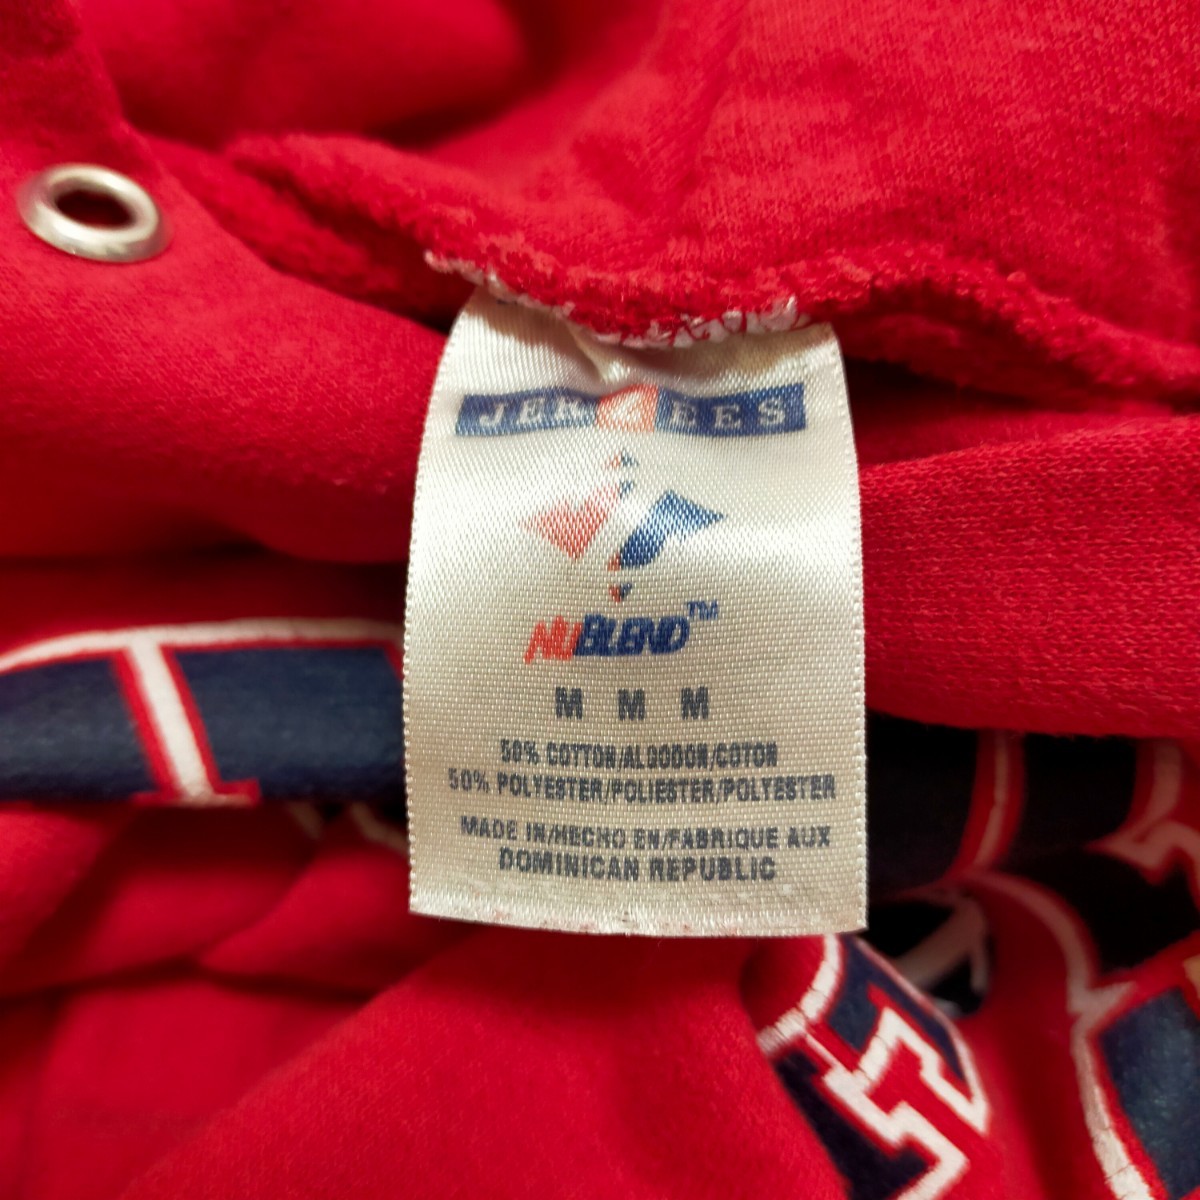 JERZEES
NUBLEND™
M M M
50% COTTON/ALGODON/COTON
50% POLYESTER/POLIESTER/POLYESTER
MADE IN/HECHO EN/FABRIQUE AUX
DOMINICAN REPUBLIC